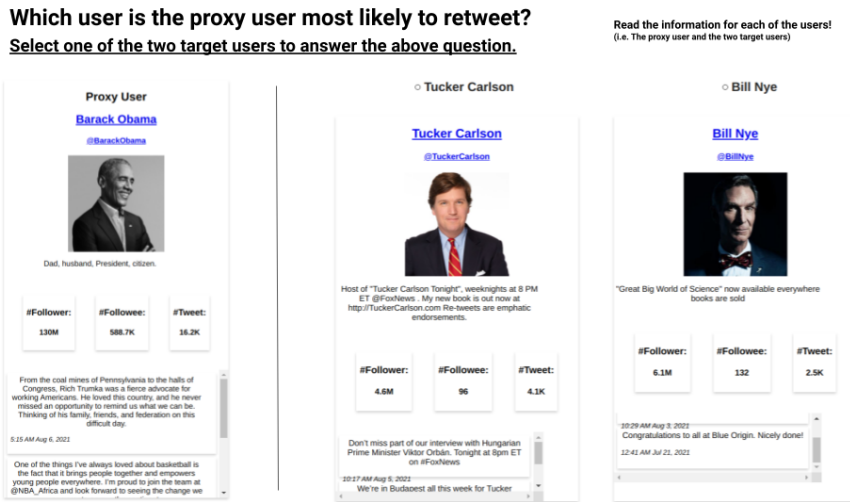 Which user is the proxy user most likely to retweet?
Select one of the two target users to answer the above question.
Read the information for each of the users!
(i.e. The proxy user and the two target users)
Proxy User
Barack Obama
@BarackObama
Dad, husband, President, citizen.
#Follower:
130M
#Followee:
588.7K
#Tweet:
16.2K
From the coal mines of Pennsylvania to the halls of
Congress, Rich Trumka was a fierce advocate for
working Americans. He loved this country, and he never
missed an opportunity to remind us what we can be.
Thinking of his family, friends, and federation on this
difficult day.
5:15 AM Aug 6, 2021
One of the things I've always loved about basketball is
the fact that it brings people together and empowers
young people everywhere. I'm proud to join the team at
@NBA_Africa and look forward to seeing the change we
Tucker Carlson
Tucker Carlson
@TuckerCarlson
Host of "Tucker Carlson Tonight", weeknights at 8 PM
ET @FoxNews . My new book is out now at
http://TuckerCarlson.com Re-tweets are emphatic
endorsements.
#Follower:
4.6M
#Followee:
96
#Tweet:
4.1K
Don't miss part of our interview with Hungarian
Prime Minister Viktor Orbán. Tonight at 8pm ET
on #FoxNews
10:17 AM Aug 5, 2021
We're in Budapest all this week for Tucker
Bill Nye
Bill Nye
@BillNye
"Great Big World of Science" now available everywhere
books are sold
#Follower:
6.1M
#Followee:
132
#Tweet:
2.5K
10:29 AM Aug 3, 2021
Congratulations to all at Blue Origin. Nicely done!
12:41 AM Jul 21, 2021